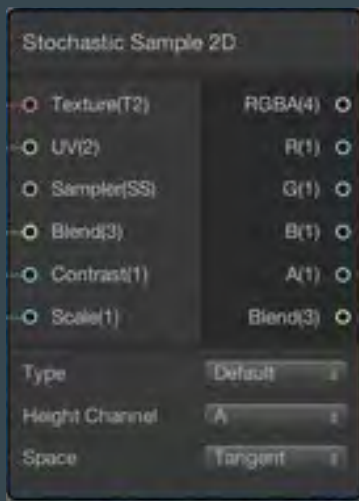 Stochastic Sample 2D
Texture(T2) RGBA(4)
UV(2) R(1)
Sampler(SS) G(1)
Blend(3) B(1)
Contrast(1) A(1)
Scale(1) Blend(3)
Type Default
Height Channel A
Space Tangent